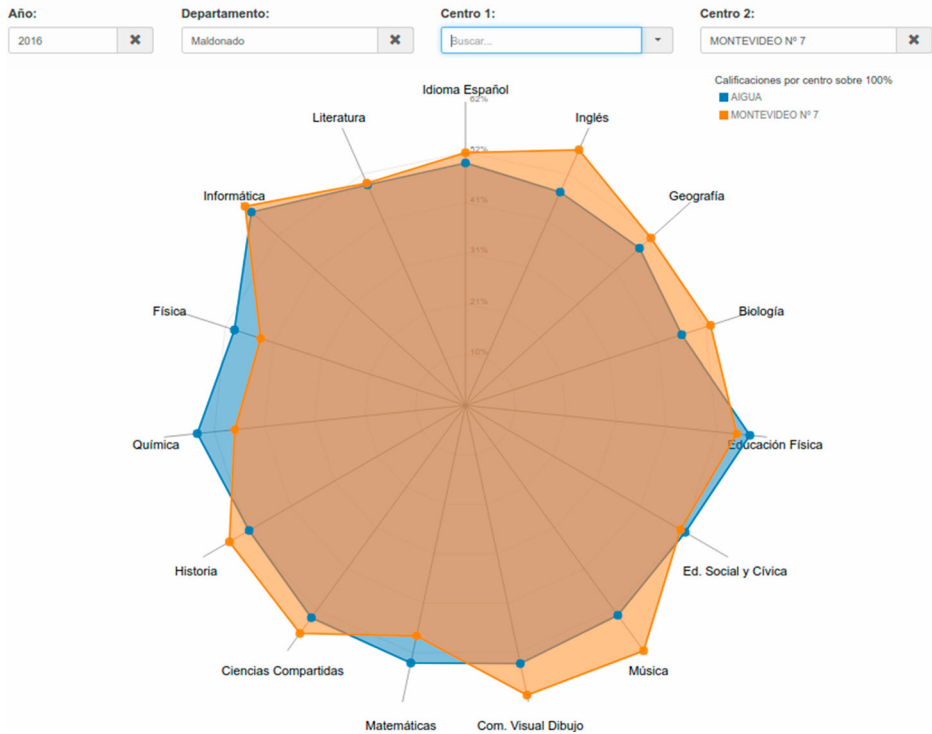 Año:
Departamento:
Centro 1:
Centro 2:
2016
Maldonado
Buscar...
MONTEVIDEO Nº 7
Calificaciones por centro sobre 100%
AIGUA
MONTEVIDEO Nº 7
Idioma Español
62%
Literatura
Inglés
52%
Informática
Geografía
41%
31%
Física
Biología
21%
10%
Química
Educación Física
Historia
Ed. Social y Cívica
Ciencias Compartidas
Música
Matemáticas
Com. Visual Dibujo